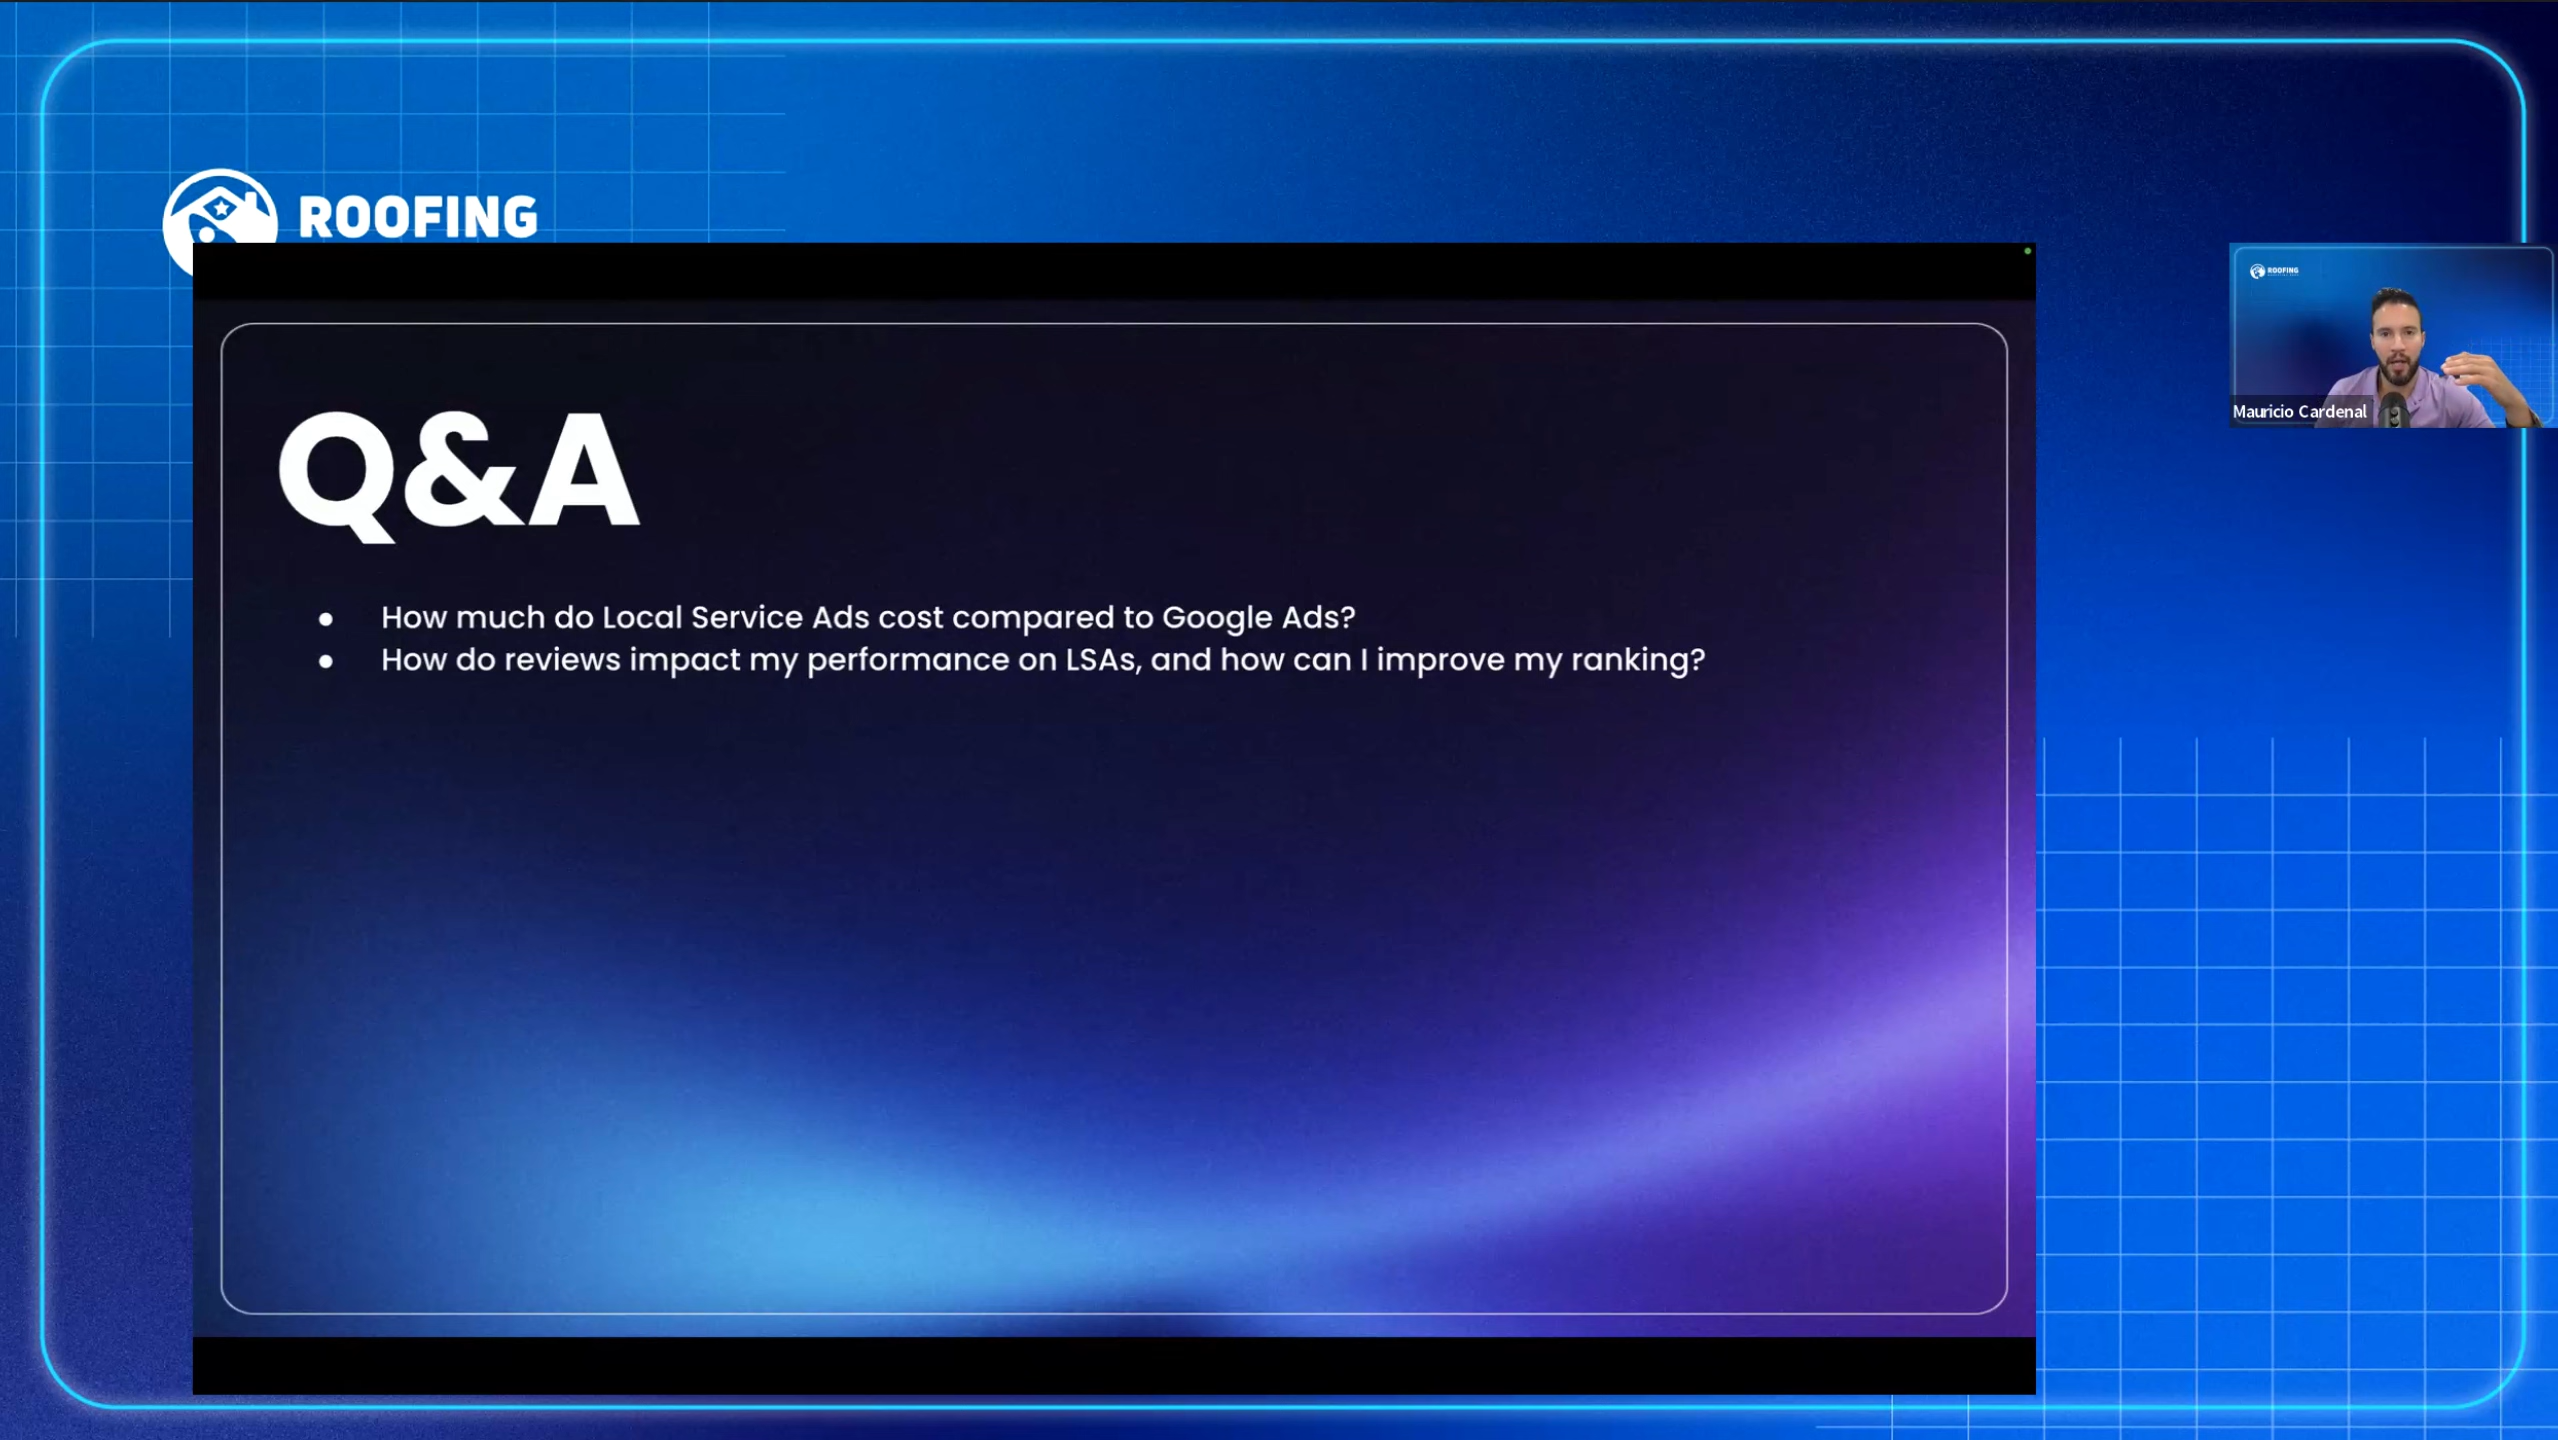 ROOFING
Q&A
● How much do Local Service Ads cost compared to Google Ads?
● How do reviews impact my performance on LSAs, and how can I improve my ranking?
ROOFING
Mauricio Cardenal